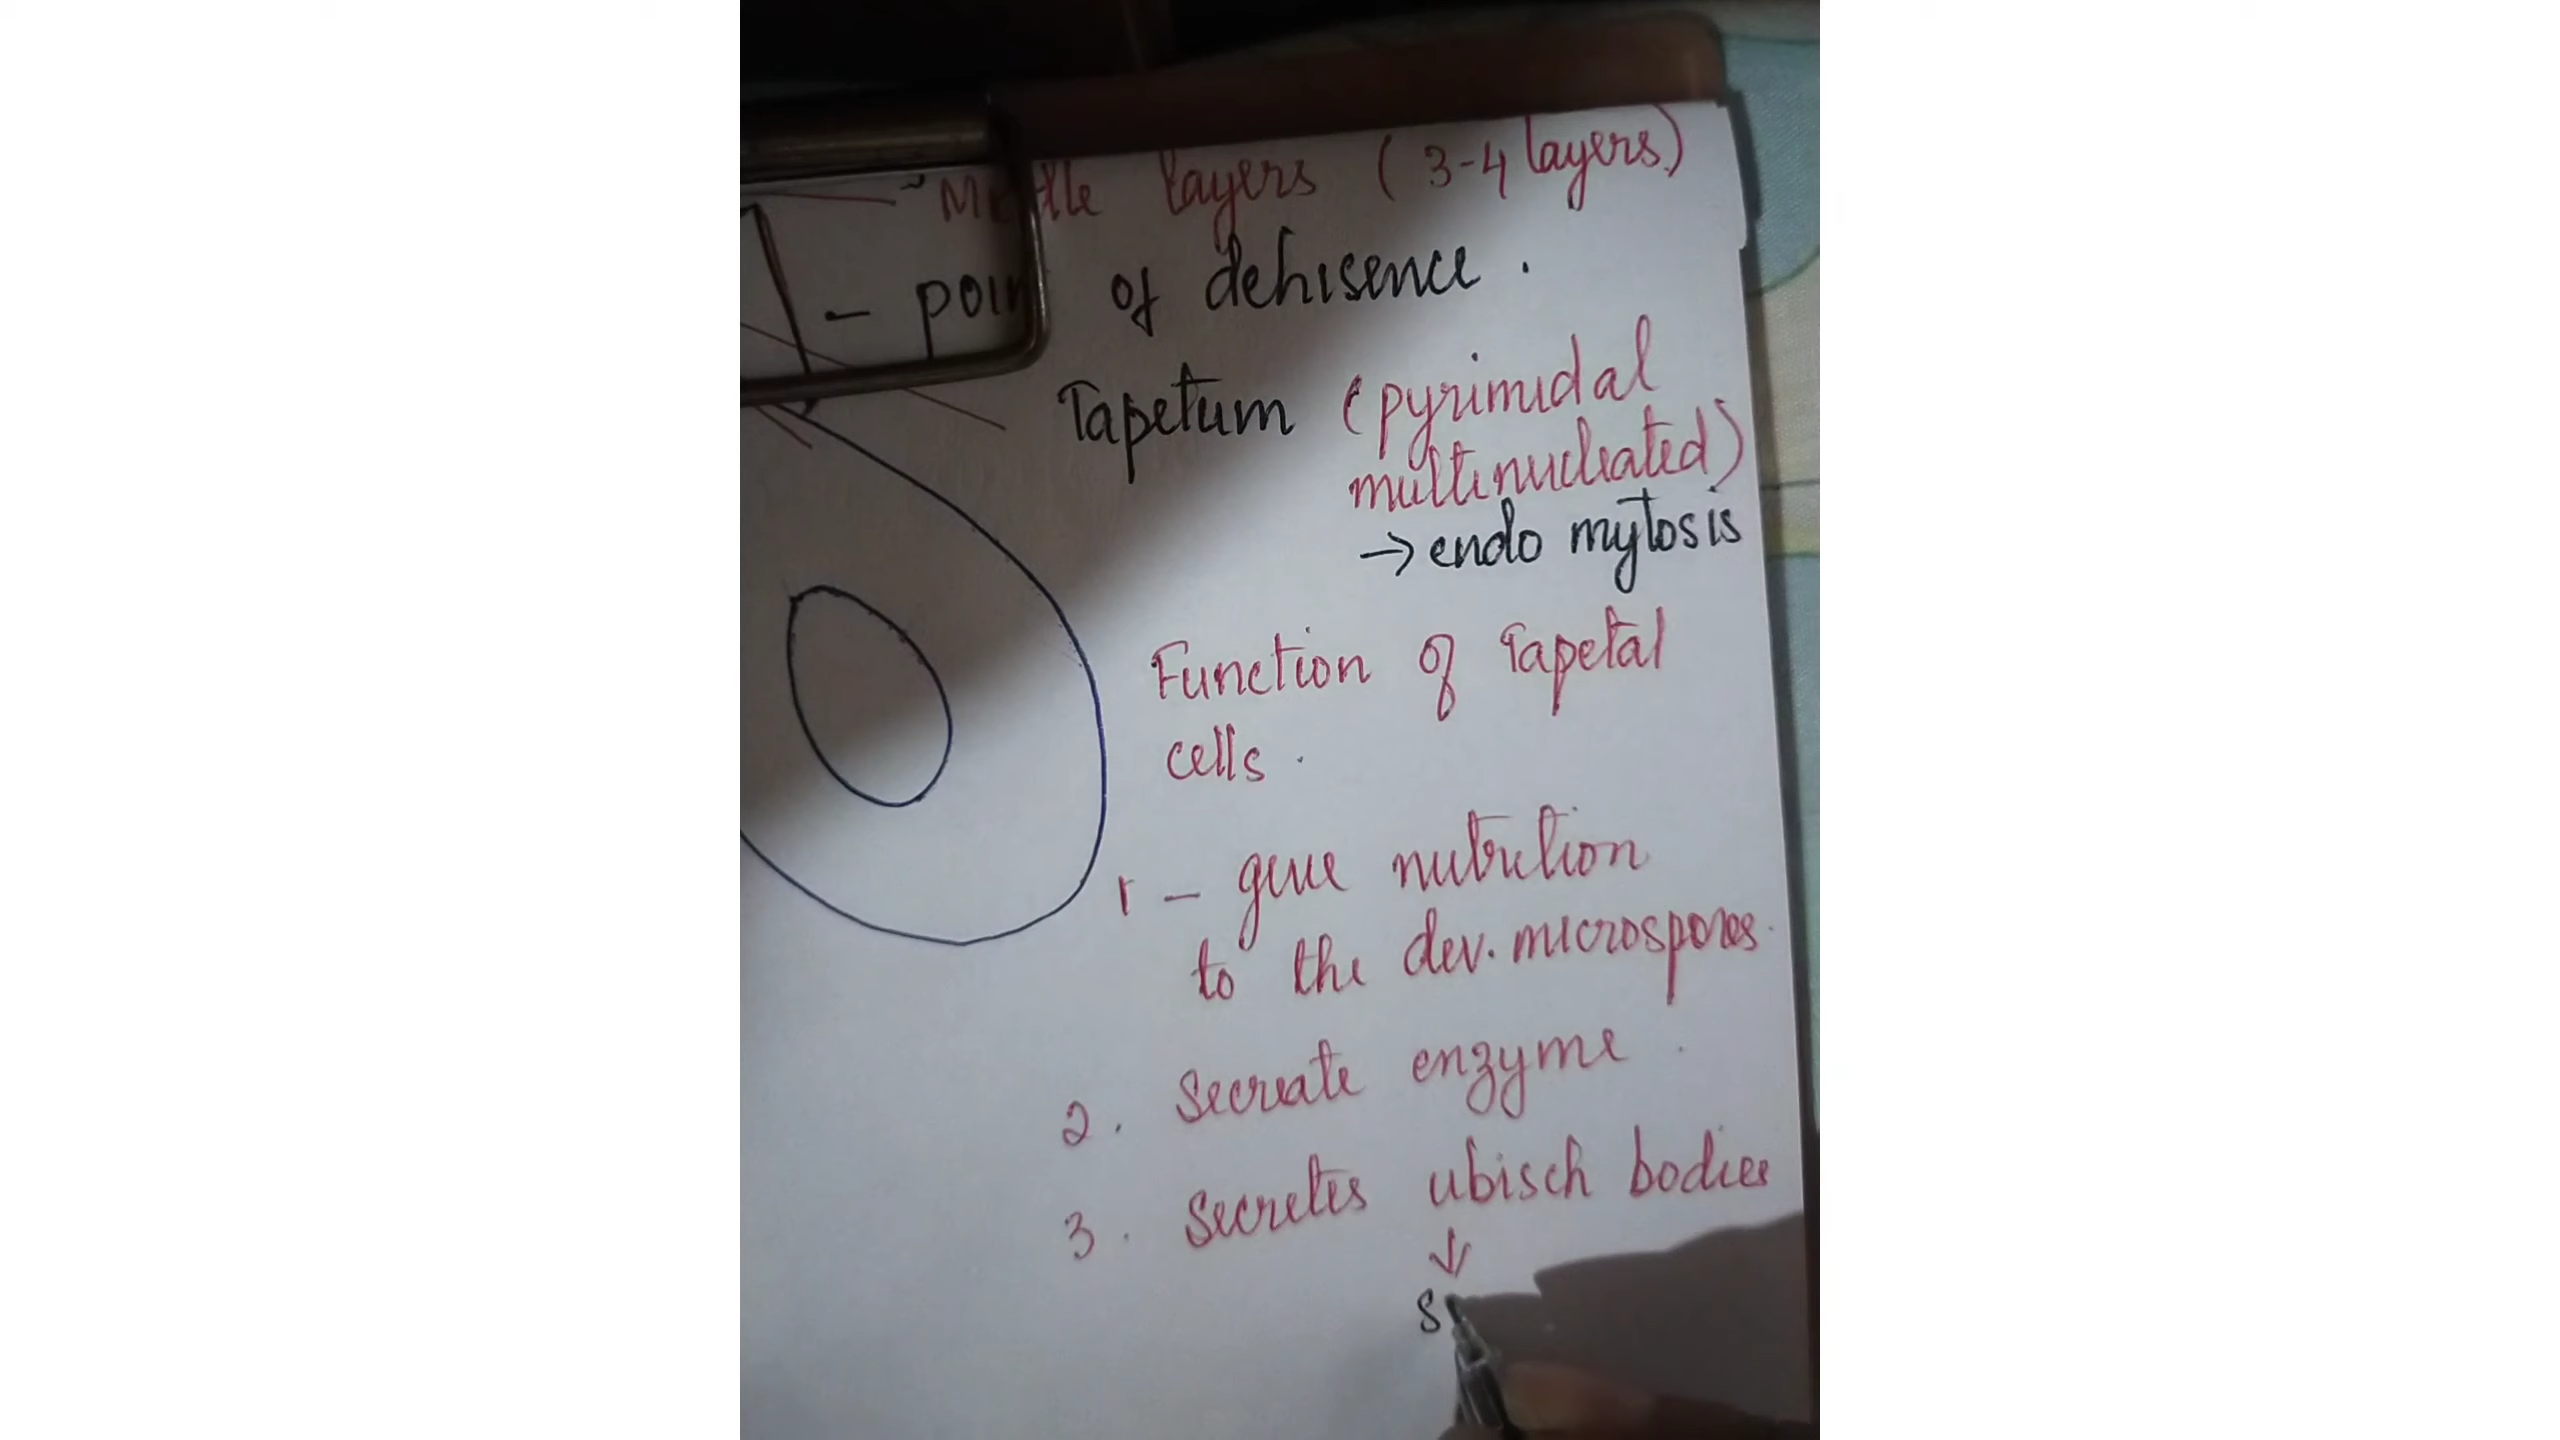 Middle layers (3-4 layers)
- point of dehisence.
Tapetum (pyrimidal
multinucleated)
→ endo mytosis
Function of Tapetal
cells.
1 - give nutrition
to the dev. microspores.
2. Secreate enzyme.
3. Secretes ubisch bodies
↓
S